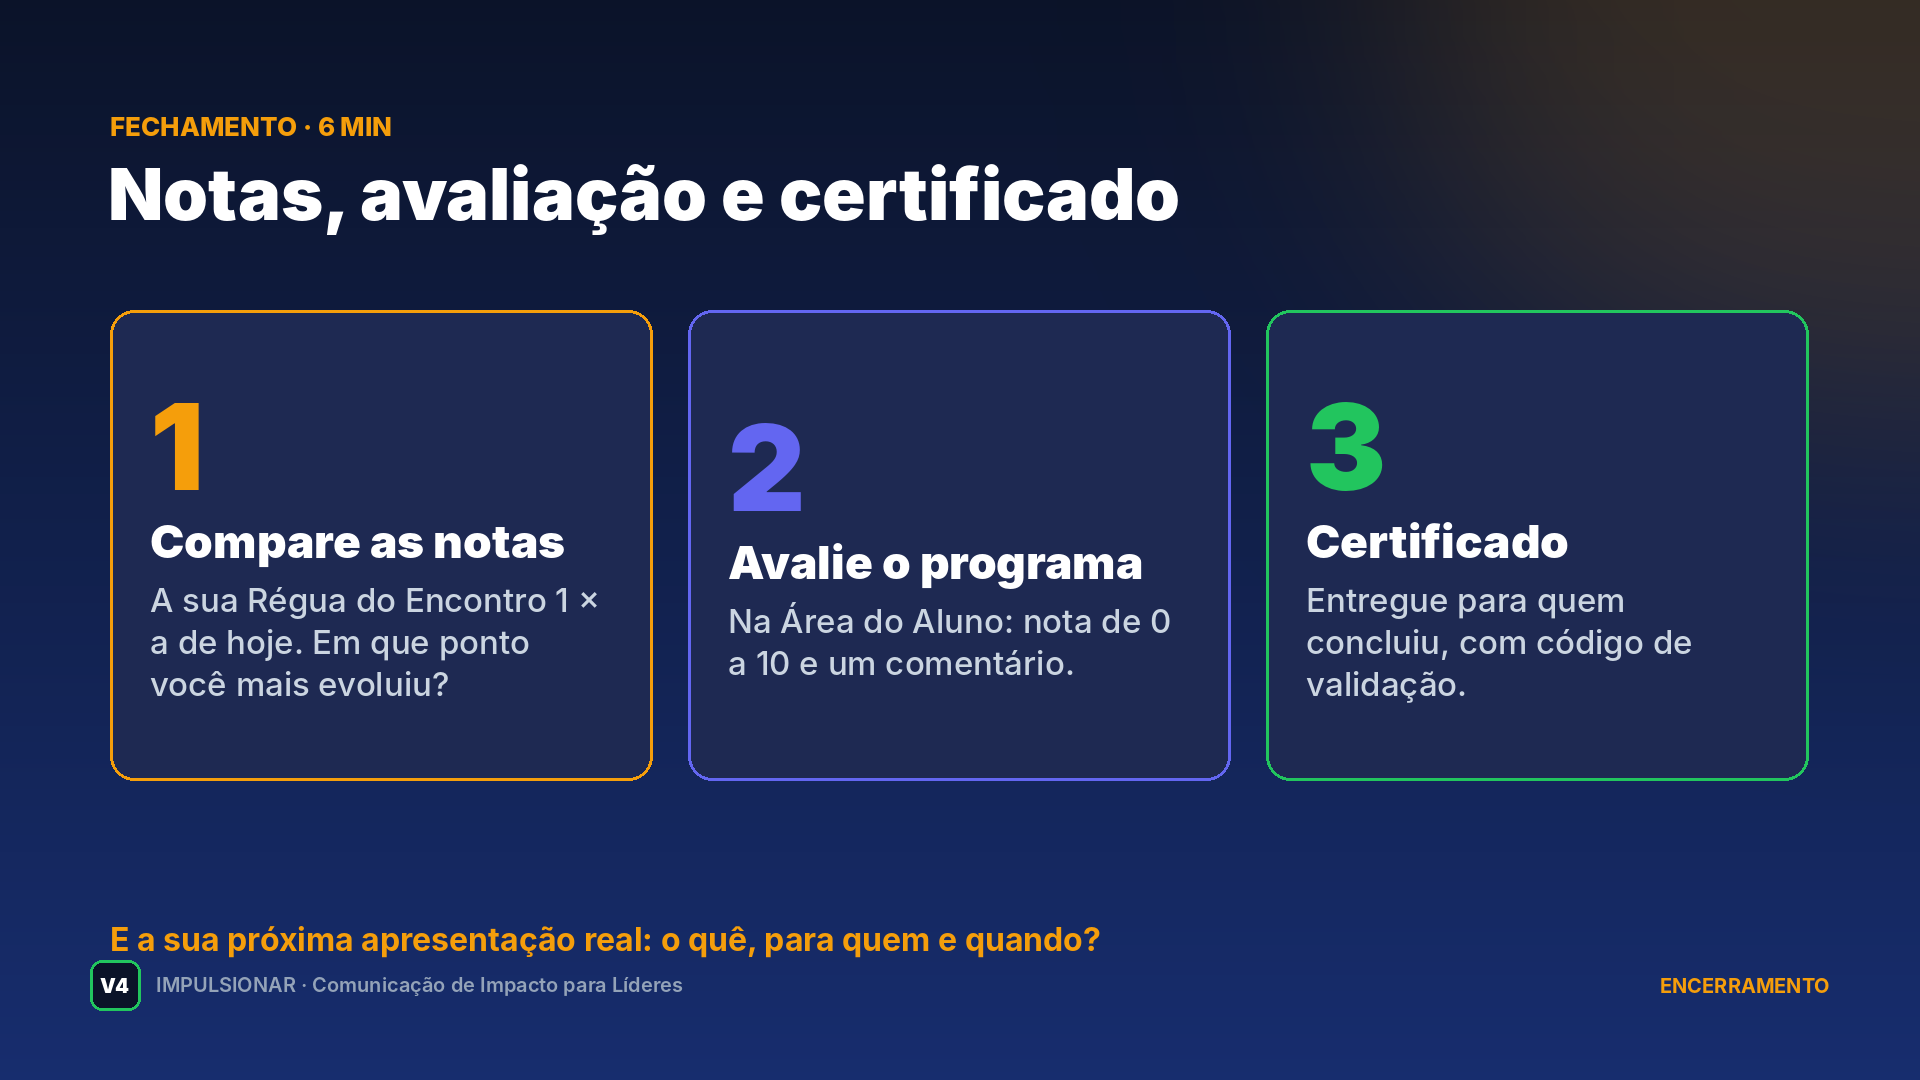 FECHAMENTO · 6 MIN
Notas, avaliação e certificado
1
Compare as notas
A sua Régua do Encontro 1 ×
a de hoje. Em que ponto
você mais evoluiu?
2
Avalie o programa
Na Área do Aluno: nota de 0
a 10 e um comentário.
3
Certificado
Entregue para quem
concluiu, com código de
validação.
E a sua próxima apresentação real: o quê, para quem e quando?
V4 IMPULSIONAR · Comunicação de Impacto para Líderes
ENCERRAMENTO